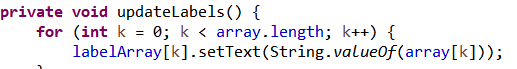 private void updateLabels() {
for (int k = 0; k < array.length; k++) {
labelArray[k].setText(String.valueOf(array[k]));
}